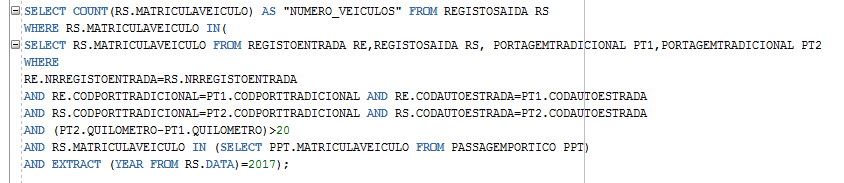 SELECT COUNT(RS.MATRICULAVEICULO) AS "NUMERO_VEICULOS" FROM REGISTOSAIDA RS
WHERE RS.MATRICULAVEICULO IN(
SELECT RS.MATRICULAVEICULO FROM REGISTOENTRADA RE,REGISTOSAIDA RS, PORTAGEMTRADICIONAL PT1,PORTAGEMTRADICIONAL PT2
WHERE
RE.NRREGISTOENTRADA=RS.NRREGISTOENTRADA
AND RE.CODPORTTRADICIONAL=PT1.CODPORTTRADICIONAL AND RE.CODAUTOESTRADA=PT1.CODAUTOESTRADA
AND RS.CODPORTTRADICIONAL=PT2.CODPORTTRADICIONAL AND RS.CODAUTOESTRADA=PT2.CODAUTOESTRADA
AND (PT2.QUILOMETRO-PT1.QUILOMETRO)>20
AND RS.MATRICULAVEICULO IN (SELECT PPT.MATRICULAVEICULO FROM PASSAGEMPORTICO PPT)
AND EXTRACT (YEAR FROM RS.DATA)=2017);